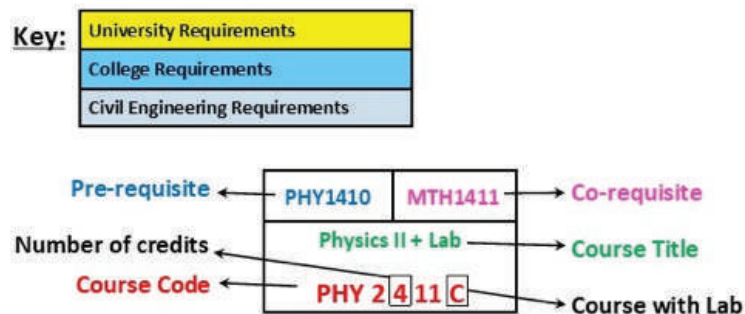 Key:
University Requirements
College Requirements
Civil Engineering Requirements
Pre-requisite
PHY1410
MTH1411
Co-requisite
Number of credits
Physics II + Lab
Course Title
Course Code
PHY 2 4 11 C
Course with Lab